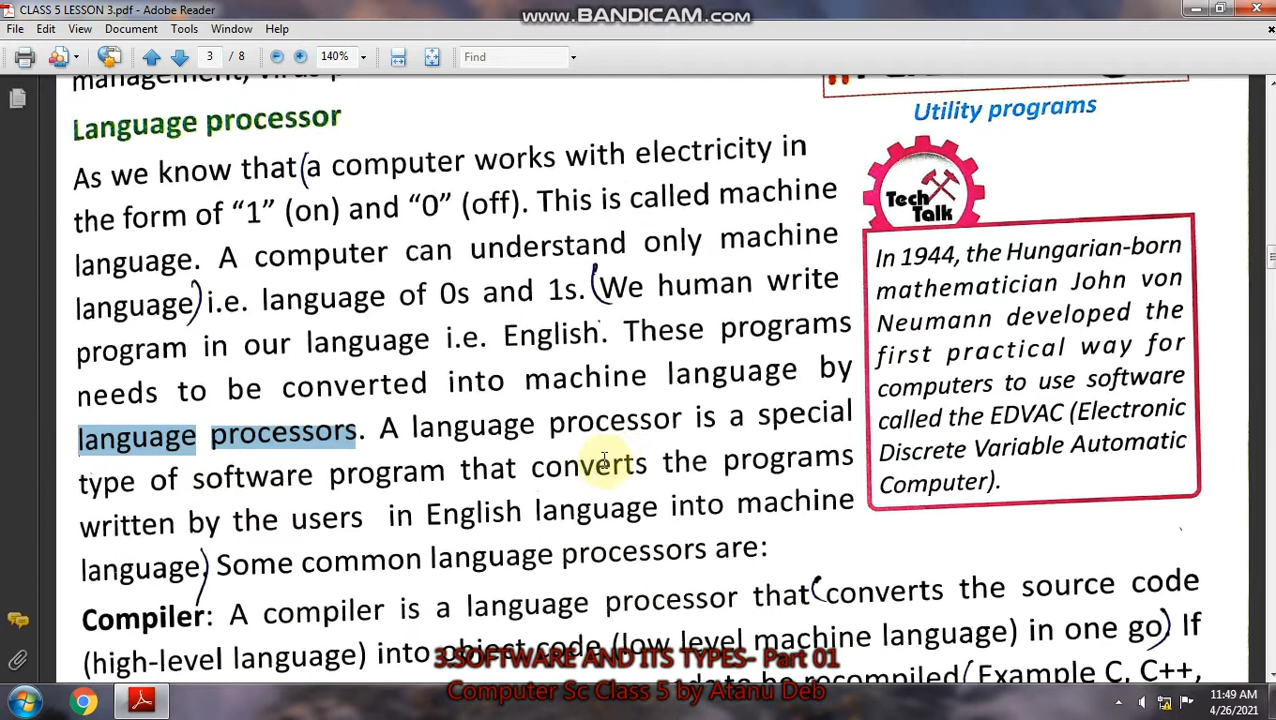 CLASS 5 LESSON 3.pdf - Adobe Reader
www.BANDICAM.com
File Edit View Document Tools Window Help
3 / 8 140% Find
management,
Utility programs
Language processor
As we know that (a computer works with electricity in
the form of “1” (on) and “0” (off). This is called machine
language. A computer can understand only machine
language) i.e. language of 0s and 1s. (We human write
program in our language i.e. English. These programs
needs to be converted into machine language by
language processors. A language processor is a special
type of software program that converts the programs
written by the users in English language into machine
language) Some common language processors are:
Tech
Talk
In 1944, the Hungarian-born
mathematician John von
Neumann developed the
first practical way for
computers to use software
called the EDVAC (Electronic
Discrete Variable Automatic
Computer).
Compiler: A compiler is a language processor that (converts the source code
(high-level language) into object code (low level machine language) in one go) If
to be recompiled (Example C, C++,
3.SOFTWARE AND ITS TYPES- Part 01
Computer Sc Class 5 by Atanu Deb
11:49 AM
4/26/2021